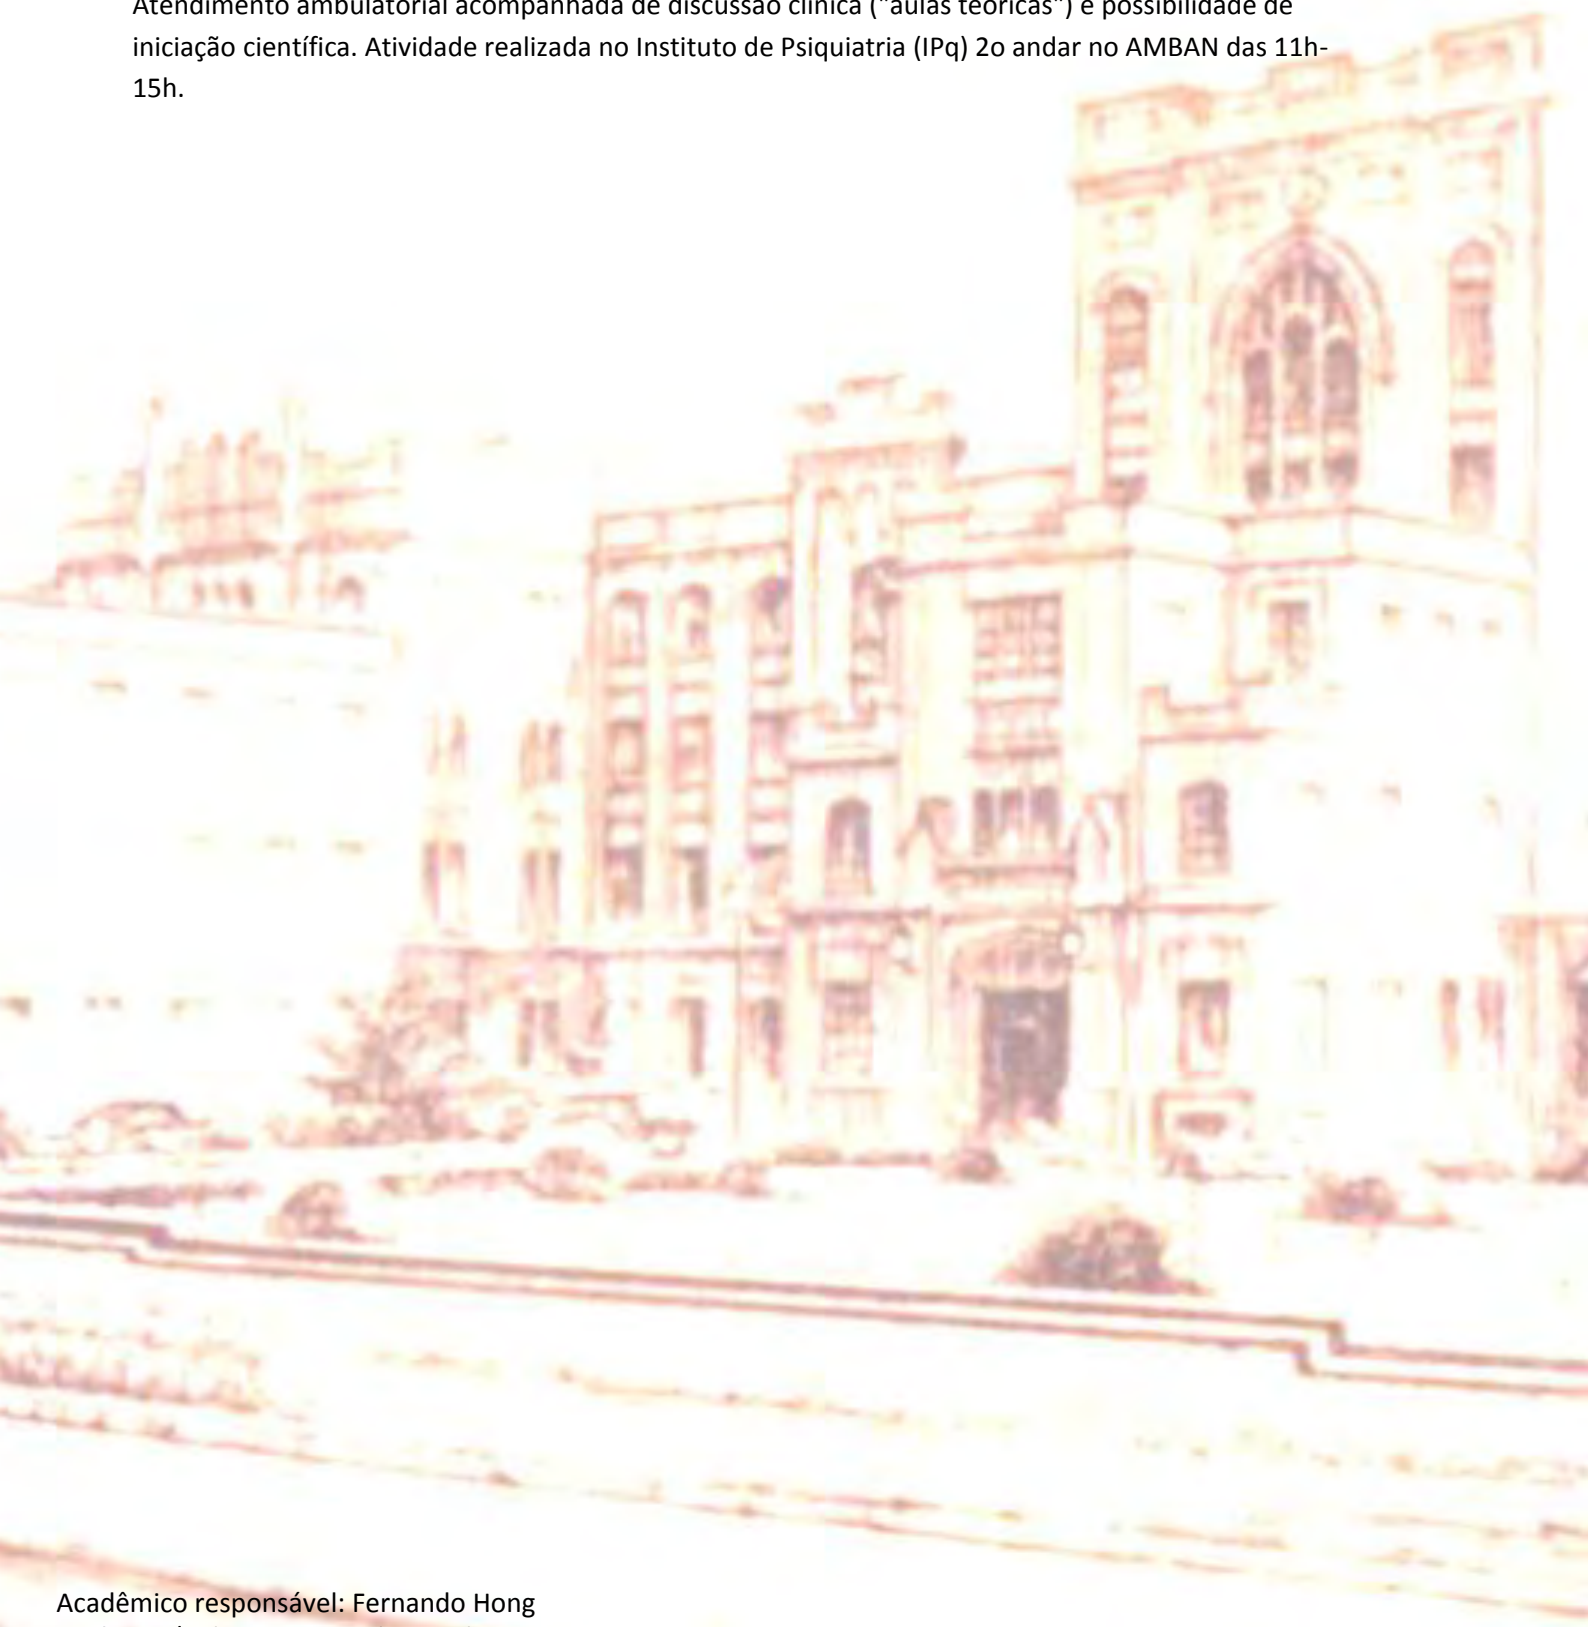 Atendimento ambulatorial acompanhada de discussão clínica ("aulas teóricas") e possibilidade de
iniciação científica. Atividade realizada no Instituto de Psiquiatria (IPq) 2o andar no AMBAN das 11h-
15h.
Acadêmico responsável: Fernando Hong